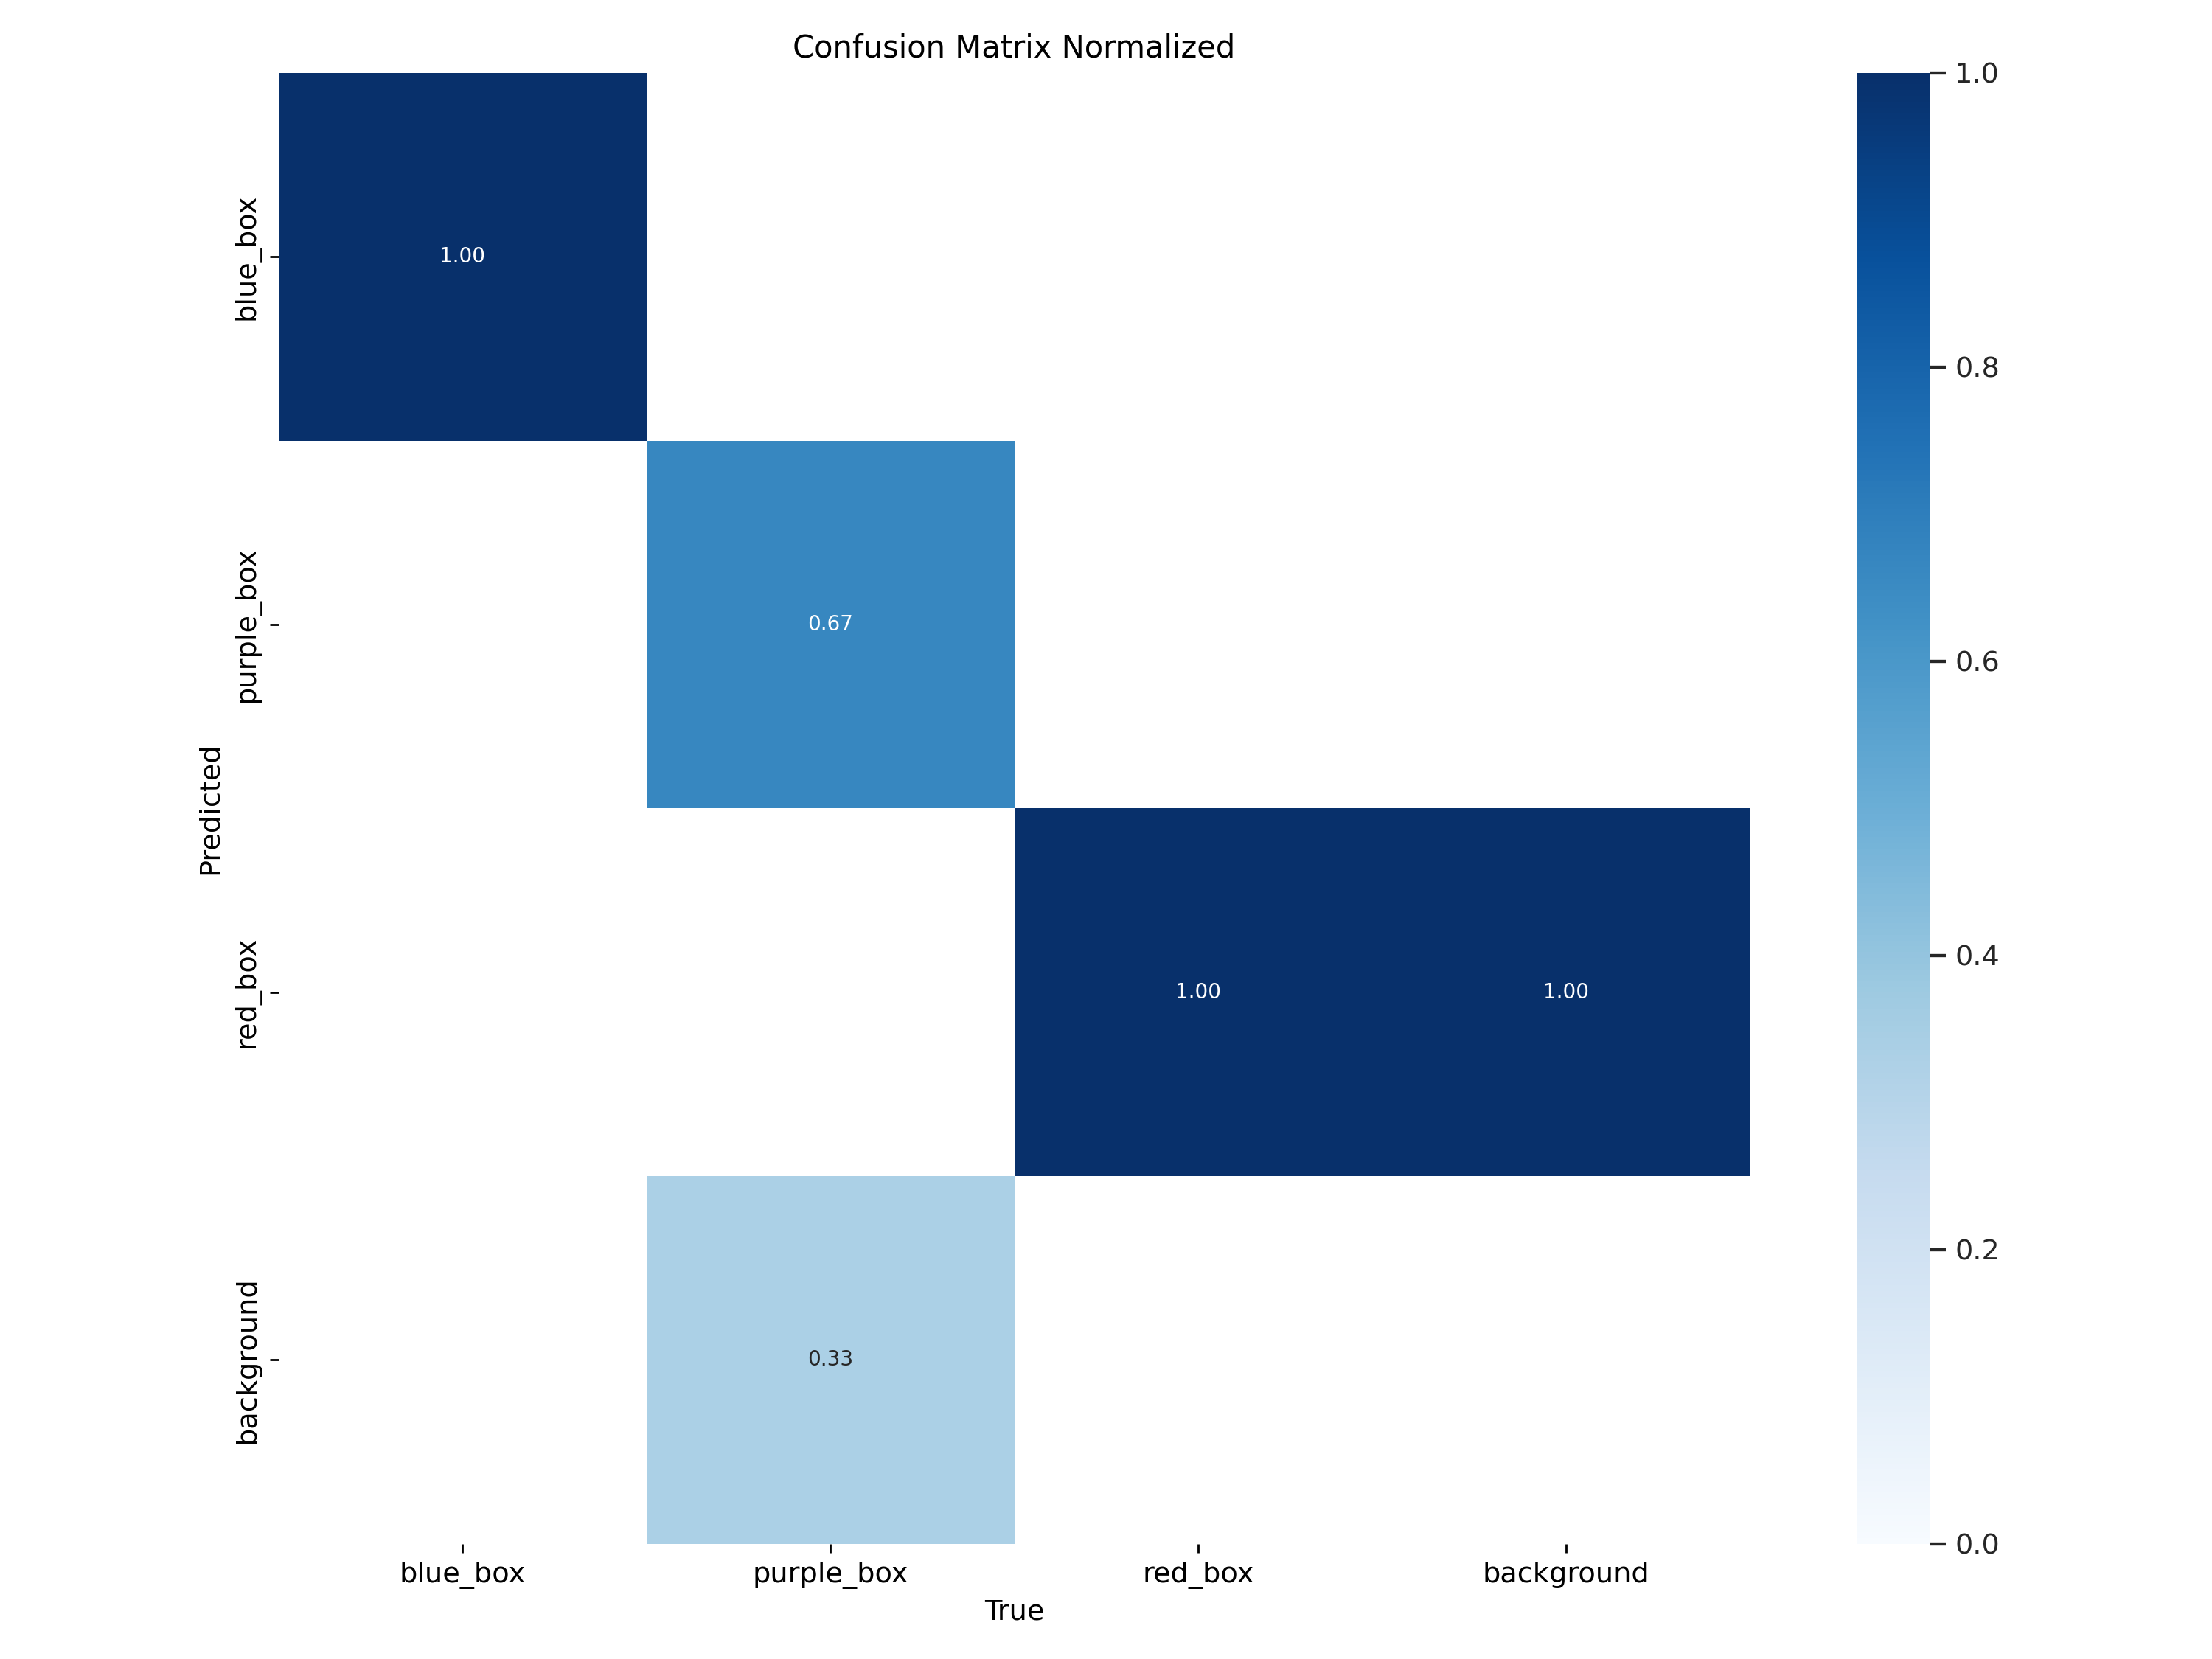 Confusion Matrix Normalized
1.0
blue_box
1.00
0.8
purple_box
0.67
0.6
Predicted
red_box
1.00 1.00
0.4
background
0.33
0.2
0.0
blue_box purple_box red_box background
True